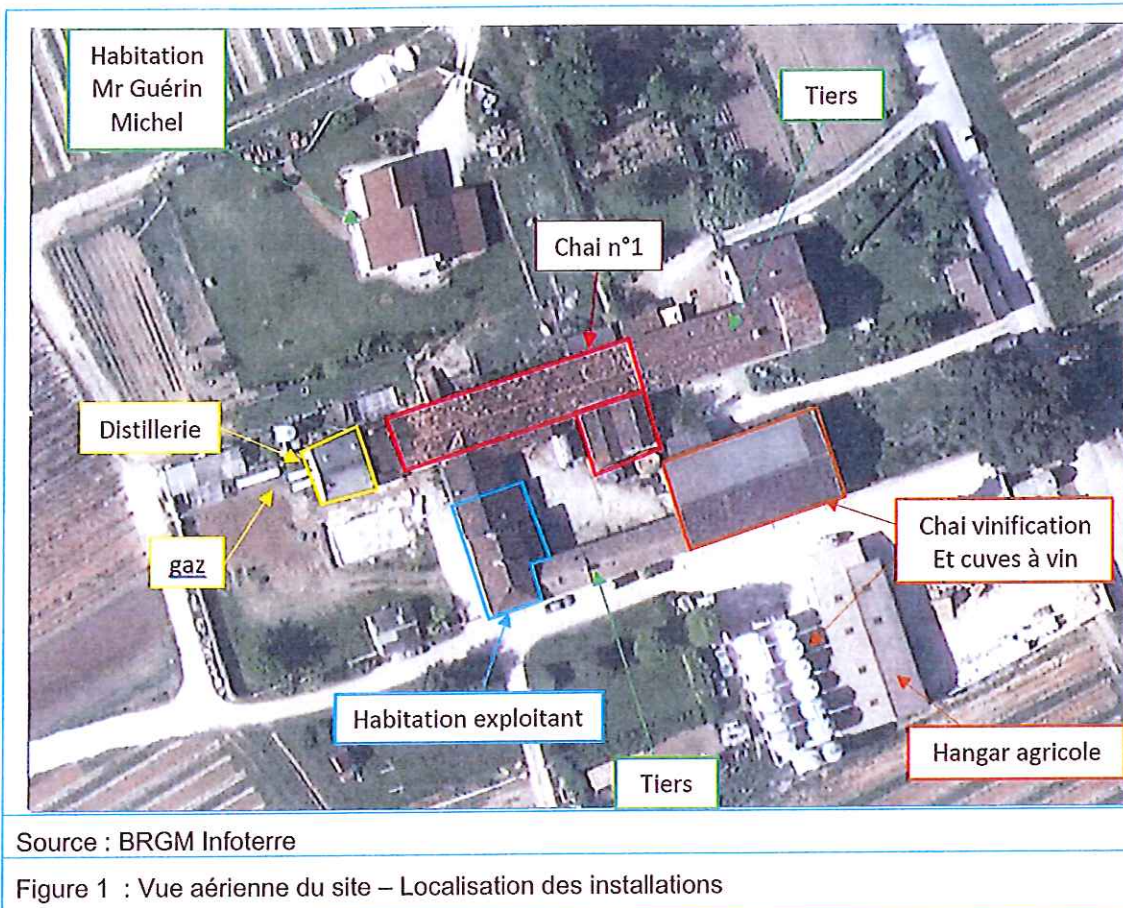 Habitation
Mr Guérin
Michel
Tiers
Chai n°1
Distillerie
gaz
Chai vinification
Et cuves à vin
Habitation exploitant
Hangar agricole
Tiers
Source : BRGM Infoterre
Figure 1 : Vue aérienne du site – Localisation des installations